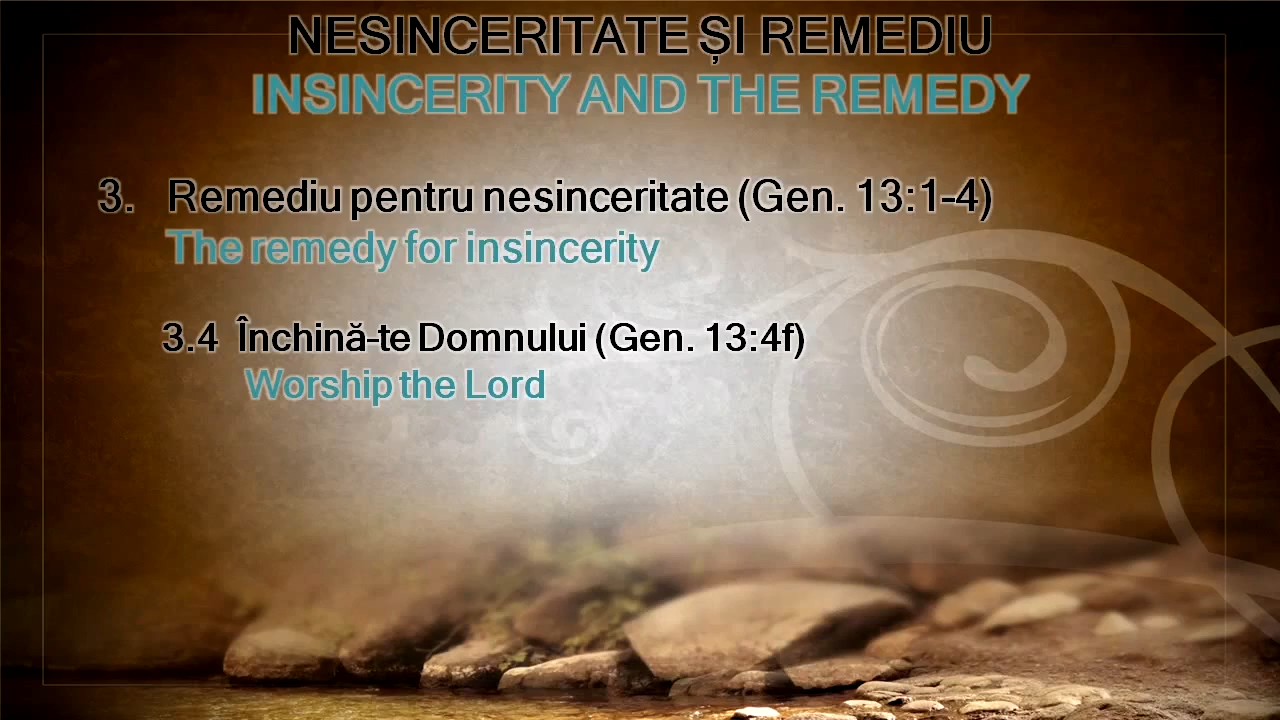 NESINCERITATE ȘI REMEDIU
INSINCERITY AND THE REMEDY
3. Remediu pentru nesinceritate (Gen. 13:1-4)
The remedy for insincerity
3.4 Închină-te Domnului (Gen. 13:4f)
Worship the Lord